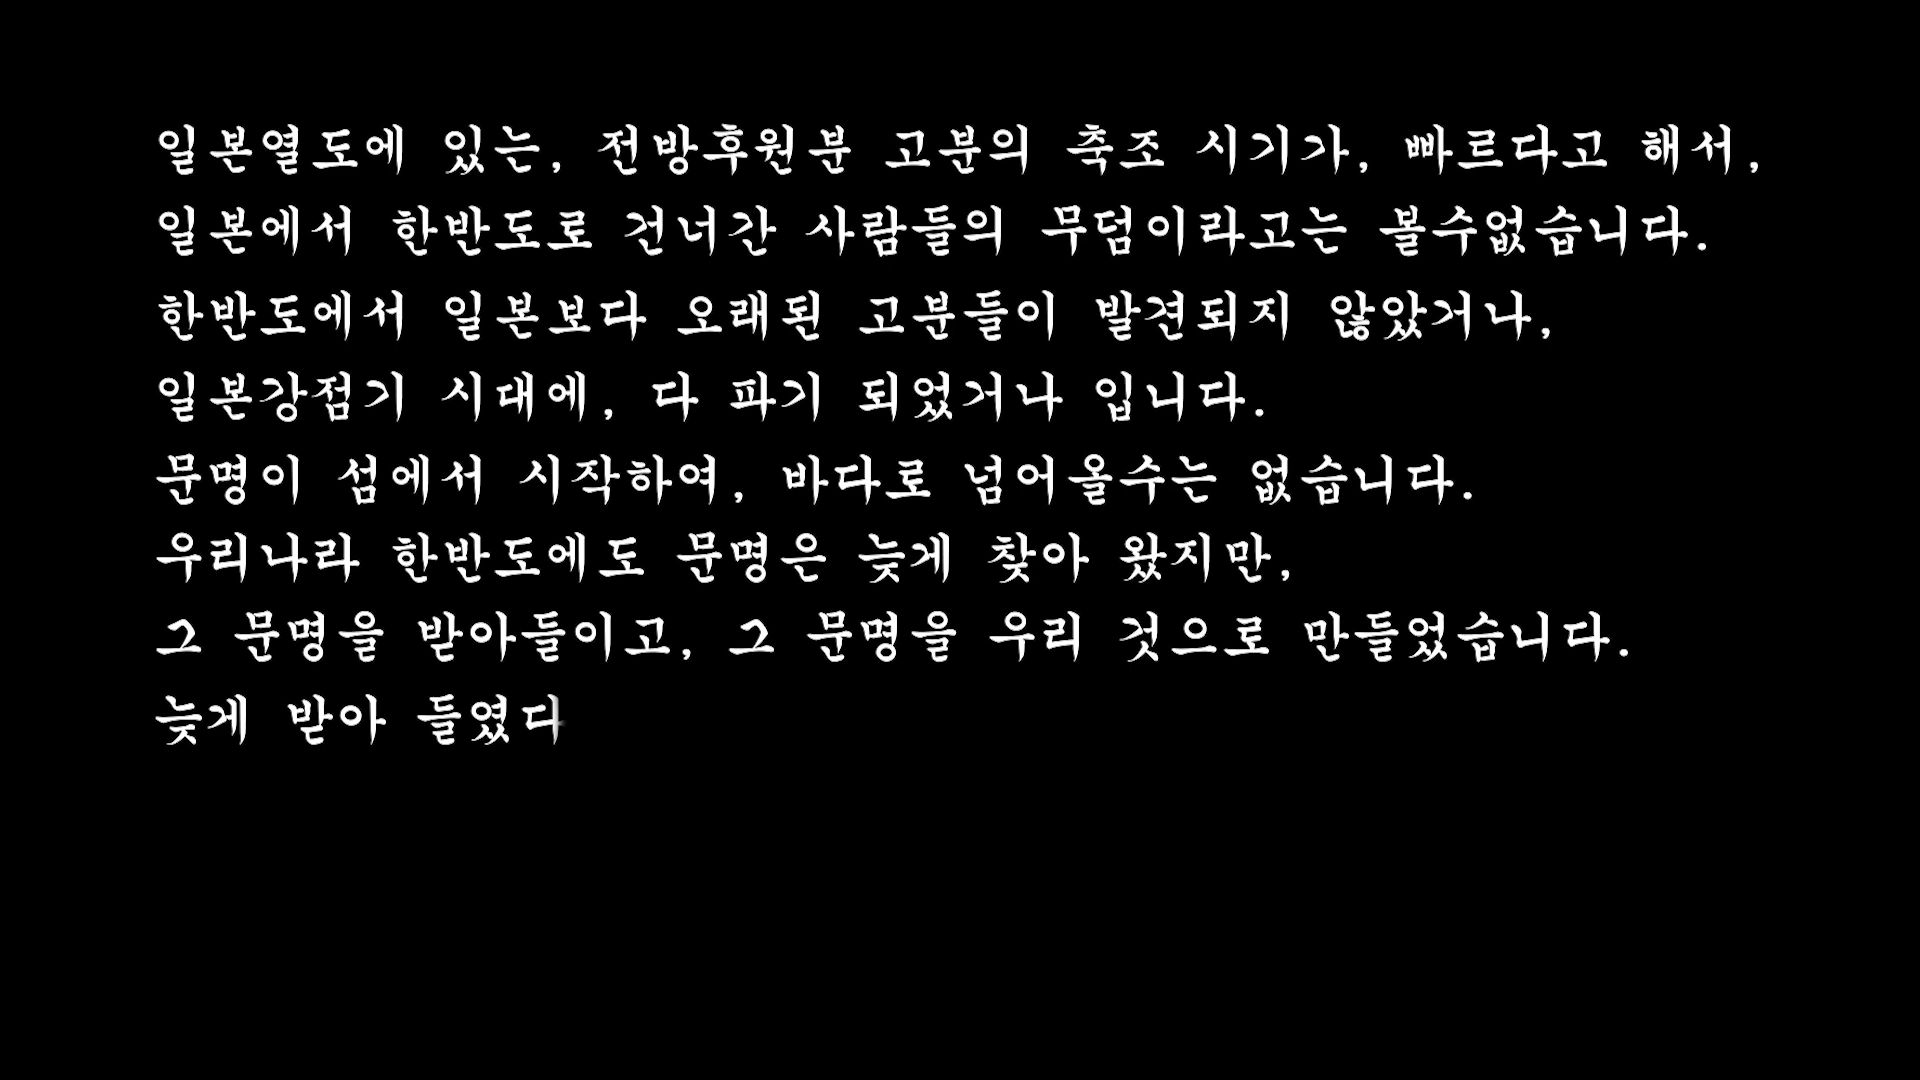 일본열도에 있는, 전방후원분 고분의 축조 시기가, 빠르다고 해서,
일본에서 한반도로 건너간 사람들의 무덤이라고는 볼수없습니다.
한반도에서 일본보다 오래된 고분들이 발견되지 않았거나,
일본강점기 시대에, 다 파기 되었거나 입니다.
문명이 섬에서 시작하여, 바다로 넘어올수는 없습니다.
우리나라 한반도에도 문명은 늦게 찾아 왔지만,
그 문명을 받아들이고, 그 문명을 우리 것으로 만들었습니다.
늦게 받아 들였다